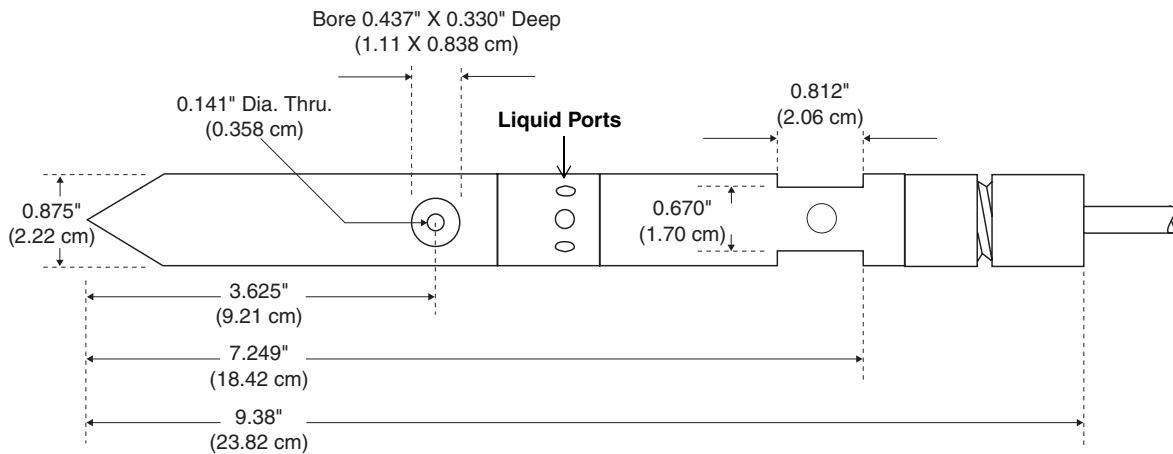 Bore 0.437" X 0.330" Deep
(1.11 X 0.838 cm)
0.141" Dia. Thru.
(0.358 cm)
Liquid Ports
0.812"
(2.06 cm)
0.875"
(2.22 cm)
0.670"
(1.70 cm)
3.625"
(9.21 cm)
7.249"
(18.42 cm)
9.38"
(23.82 cm)